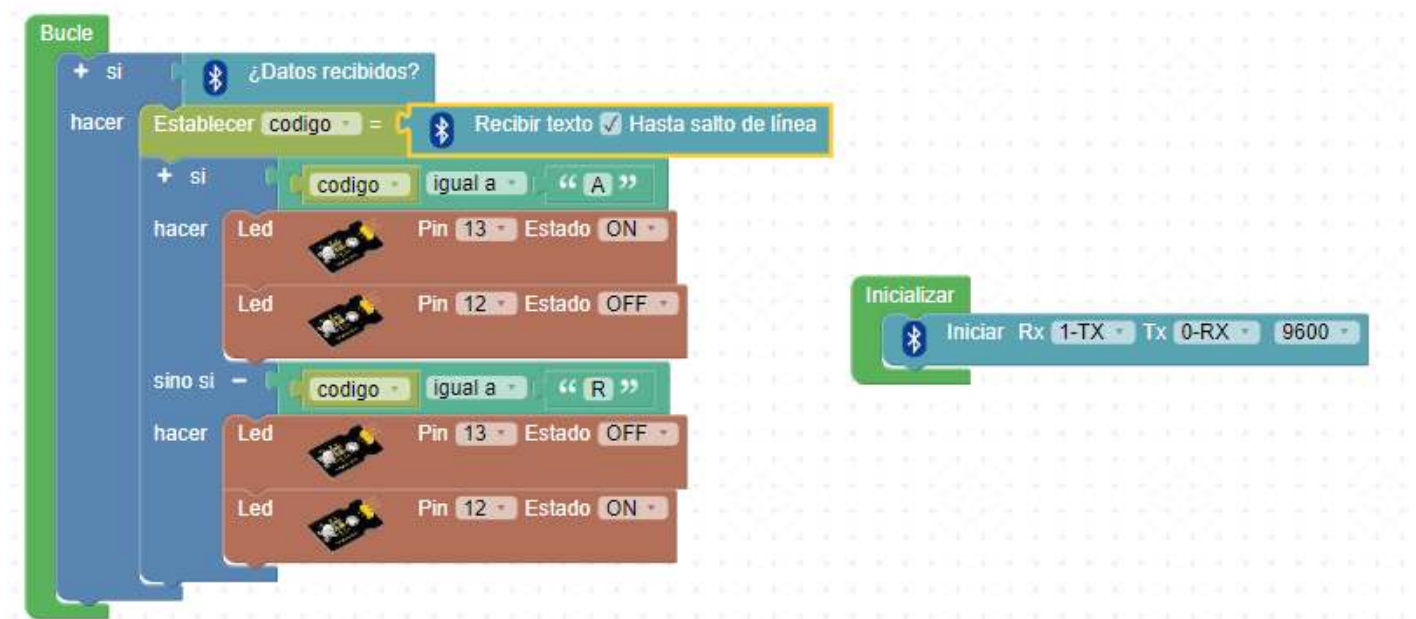 Bucle
+ si ¿Datos recibidos?
hacer Establecer codigo = Recibir texto ✓ Hasta salto de línea
+ si codigo igual a “ A ”
hacer Led Pin 13 Estado ON
Led Pin 12 Estado OFF
sino si − codigo igual a “ R ”
hacer Led Pin 13 Estado OFF
Led Pin 12 Estado ON
Inicializar
Iniciar Rx 1-TX Tx 0-RX 9600